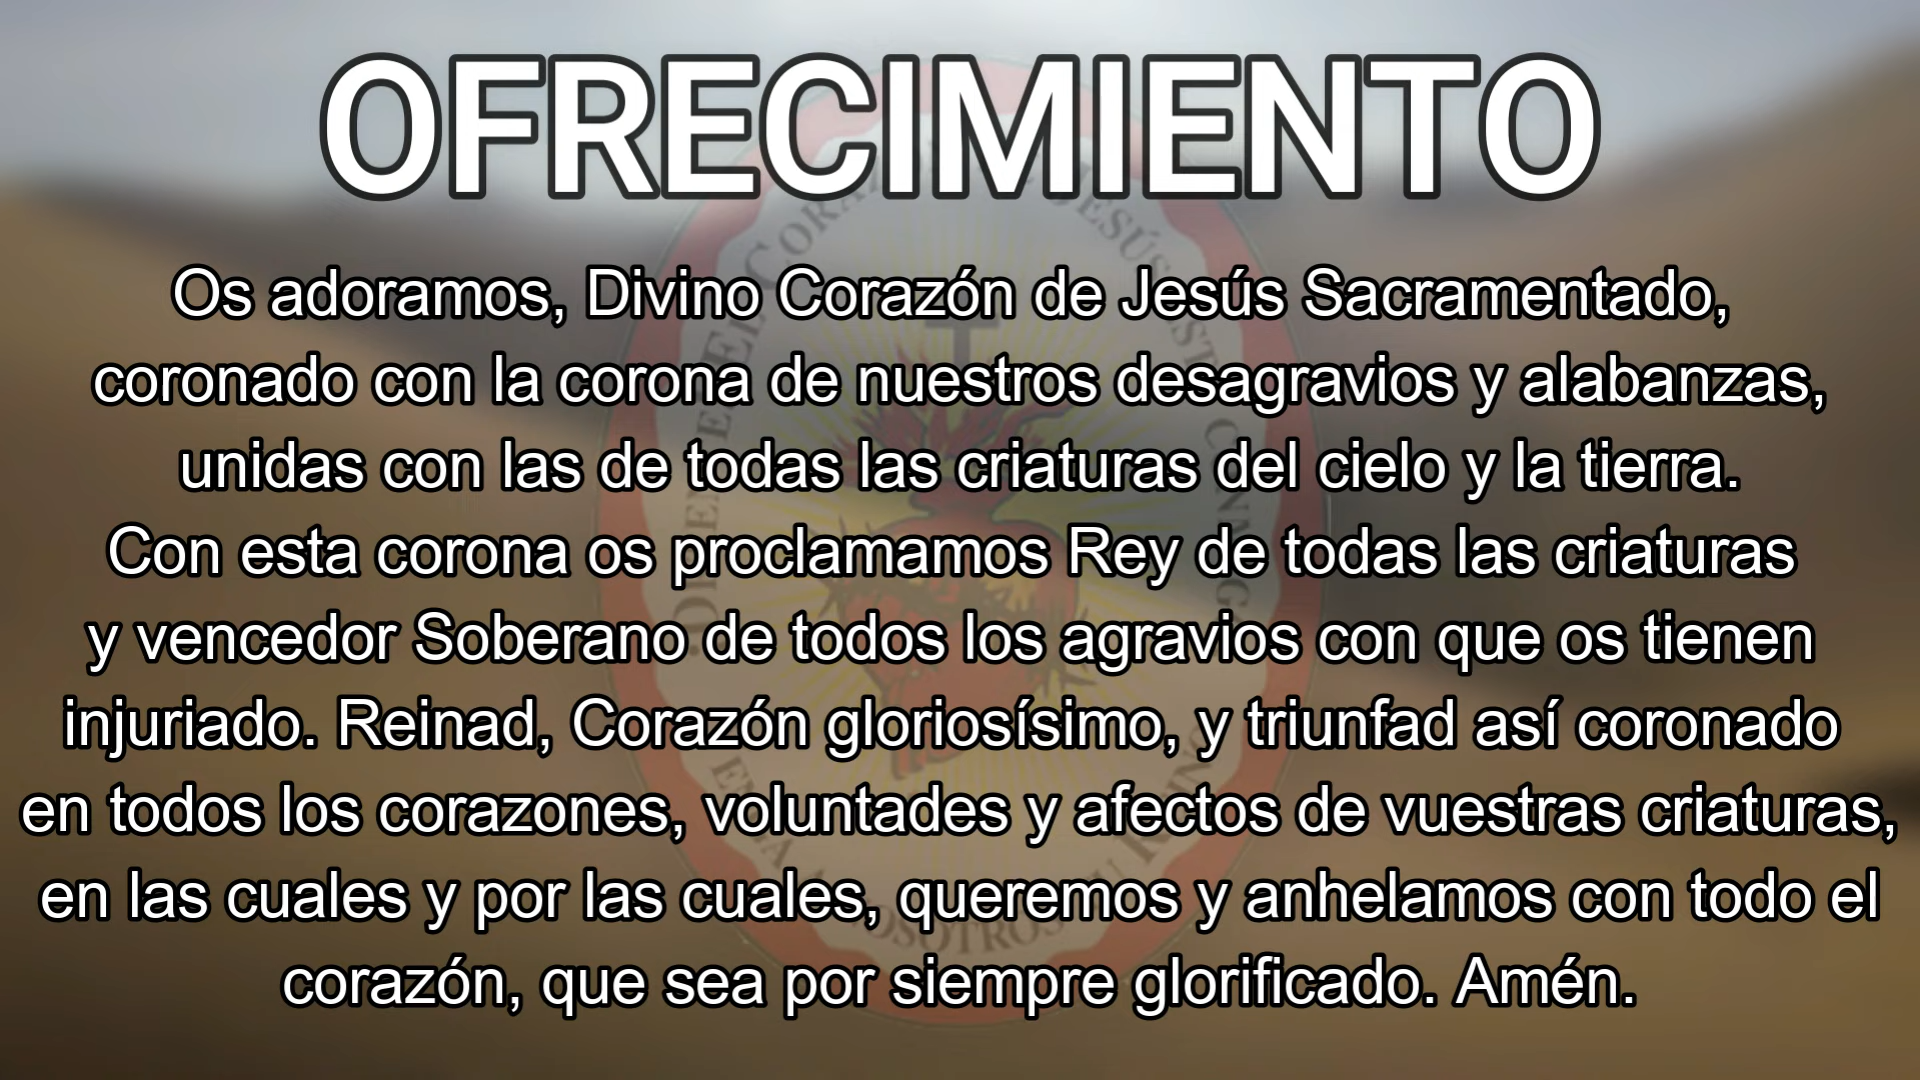 OFRECIMIENTO
Os adoramos, Divino Corazón de Jesús Sacramentado,
coronado con la corona de nuestros desagravios y alabanzas,
unidas con las de todas las criaturas del cielo y la tierra.
Con esta corona os proclamamos Rey de todas las criaturas
y vencedor Soberano de todos los agravios con que os tienen
injuriado. Reinad, Corazón gloriosísimo, y triunfad así coronado
en todos los corazones, voluntades y afectos de vuestras criaturas,
en las cuales y por las cuales, queremos y anhelamos con todo el
corazón, que sea por siempre glorificado. Amén.